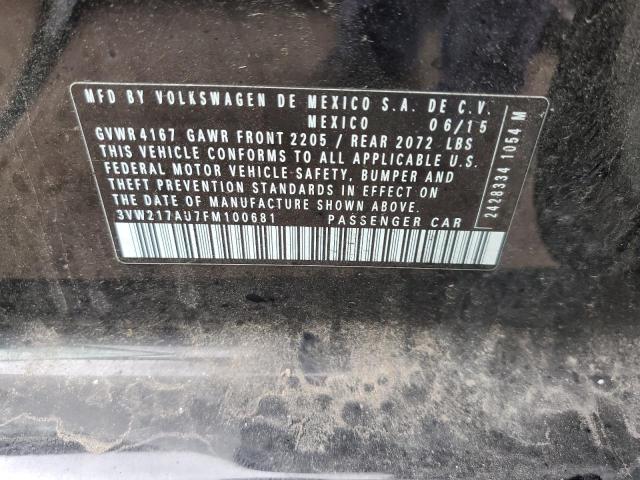 MFD BY VOLKSWAGEN DE MEXICO S.A. DE C.V.
MEXICO 06/15
GVWR 4167 GAWR FRONT 2205 / REAR 2072 LBS
THIS VEHICLE CONFORMS TO ALL APPLICABLE U.S.
FEDERAL MOTOR VEHICLE SAFETY, BUMPER AND
THEFT PREVENTION STANDARDS IN EFFECT ON
THE DATE OF MANUFACTURE SHOWN ABOVE.
3VW217AU7FM100681 PASSENGER CAR
2428334 1054 M